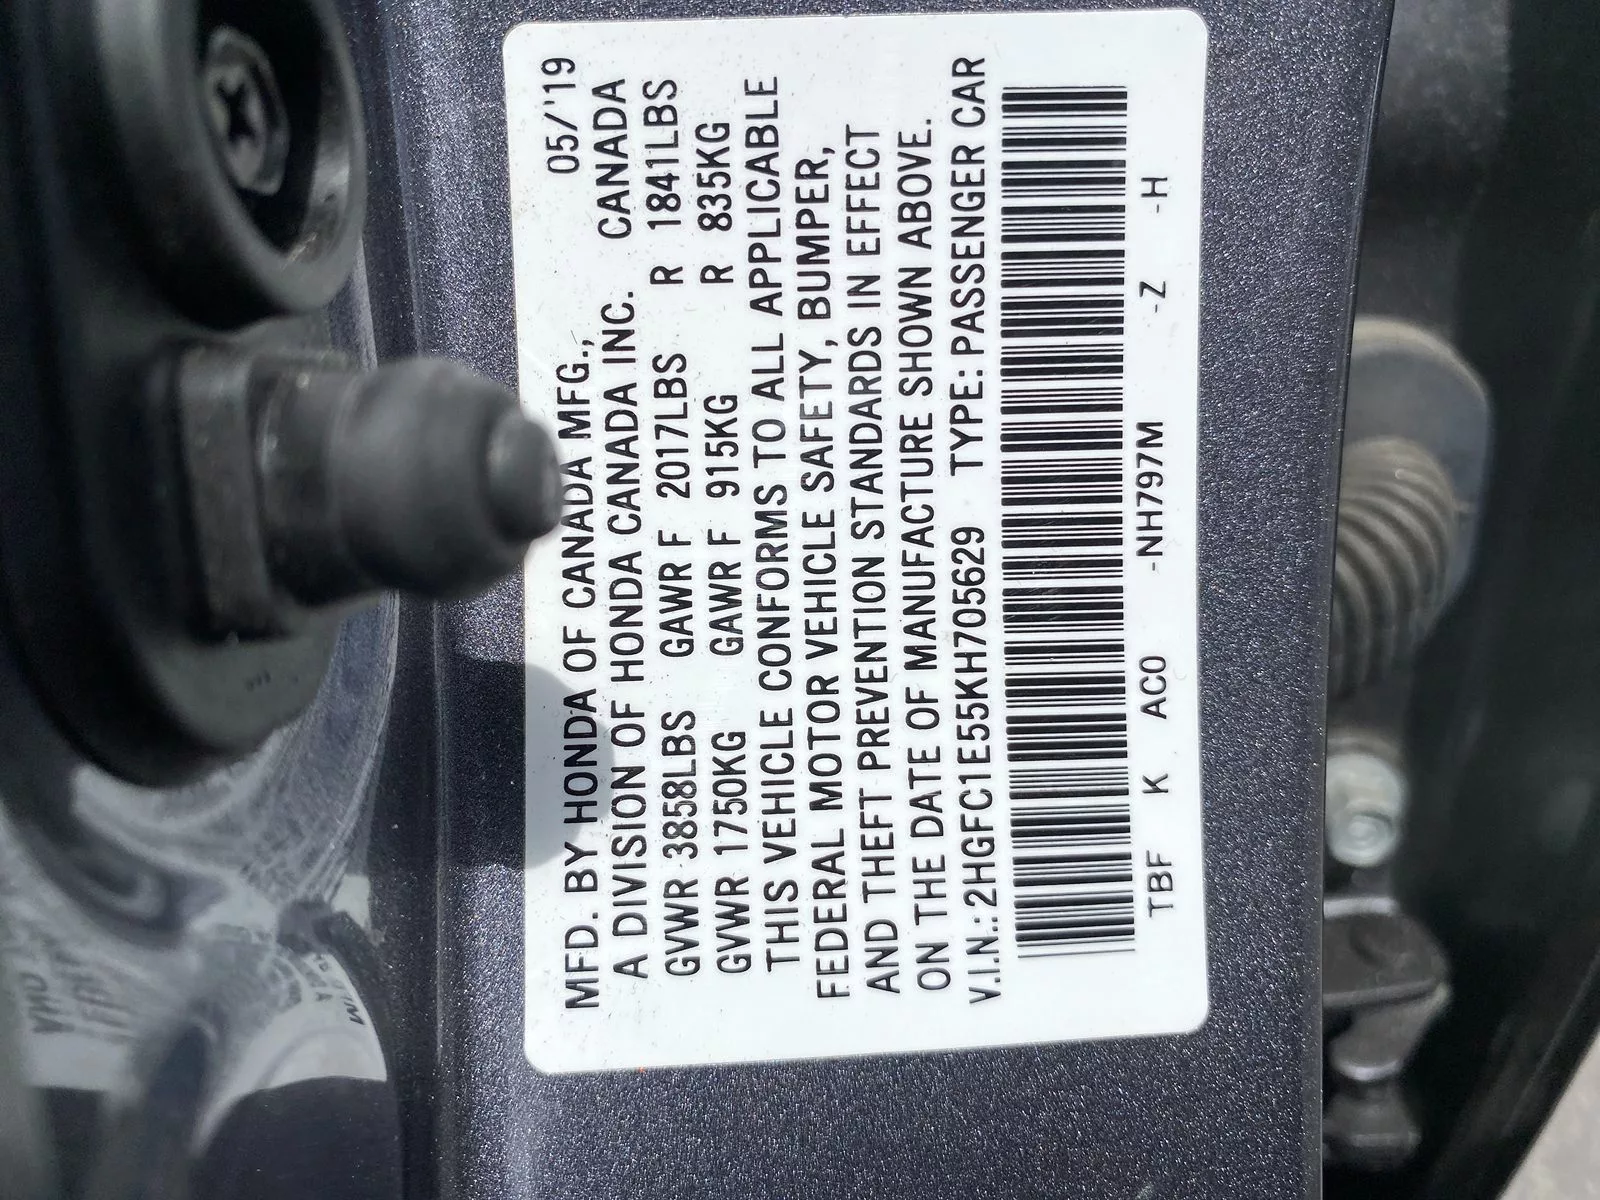 MFD. BY HONDA OF CANADA MFG., 05/'19
A DIVISION OF HONDA CANADA INC. CANADA
GVWR 3858LBS GAWR F 2017LBS R 1841LBS
GVWR 1750KG GAWR F 915KG R 835KG
THIS VEHICLE CONFORMS TO ALL APPLICABLE
FEDERAL MOTOR VEHICLE SAFETY, BUMPER,
AND THEFT PREVENTION STANDARDS IN EFFECT
ON THE DATE OF MANUFACTURE SHOWN ABOVE.
V.I.N.: 2HGFC1E55KH705629 TYPE: PASSENGER CAR
TBF K AC0 -NH797M -Z -H